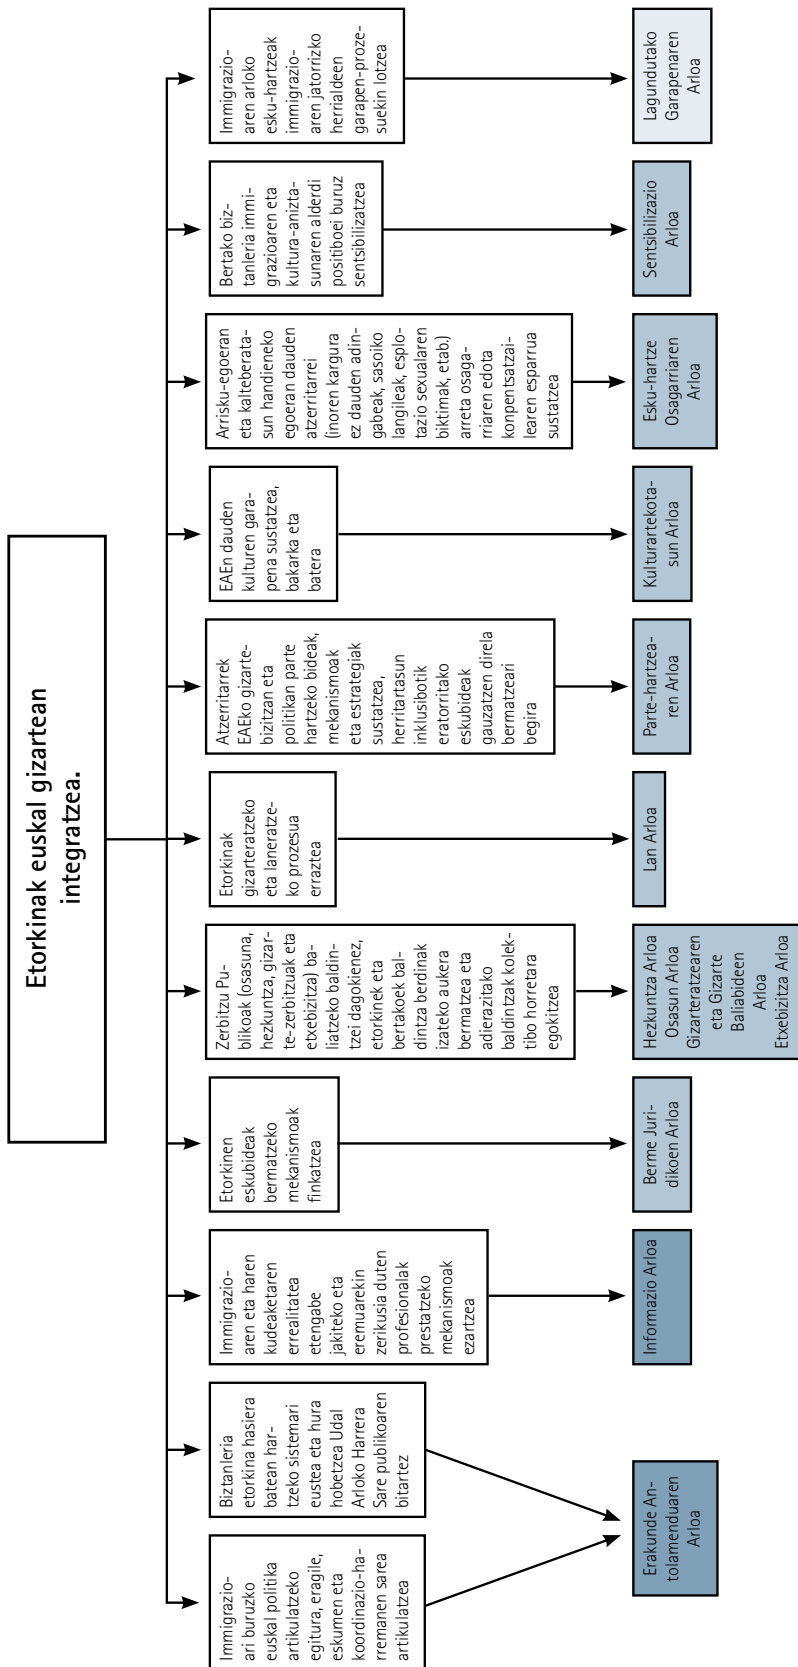 Etorkinak euskal gizartean
integratzea.
Immigrazio-
ari buruzko
euskal politika
artikulatzeko
egitura, eragile,
eskumen eta
koordinazio-ha-
rremanen sarea
artikulatzea
Biztanleria
etorkina hasiera
batean har-
tzeko sistemari
eustea eta hura
hobetzea Udal
Arloko Harrera
Sare publikoaren
bitartez
Immigrazio-
aren eta haren
kudeaketaren
errealitatea
etengabe
jakiteko eta
eremuarekin
zerikusia duten
profesionalak
prestatzeko
mekanismoak
ezartzea
Etorkinen
eskubideak
bermatzeko
mekanismoak
finkatzea
Zerbitzu Pu-
blikoak (osasuna,
hezkuntza, gizar-
te-zerbitzuak eta
etxebizitza) ba-
liatzeko baldin-
tzei dagokienez,
etorkinek eta
bertakoek bal-
dintza berdinak
izateko aukera
bermatzea eta
adierazitako
baldintzak kolek-
tibo horretara
egokitzea
Etorkinak
gizarteratzeko
eta laneratze-
ko prozesua
erraztea
Atzerritarrek
EAEko gizarte-
bizitzan eta
politikan parte
hartzeko bideak,
mekanismoak
eta estrategiak
sustatzea,
herritartasun
inklusibotik
eratorritako
eskubideak
gauzatzen direla
bermatzeari
begira
EAEn dauden
kulturen gara-
pena sustatzea,
bakarka eta
batera
Arrisku-egoeran
eta kalteberata-
sun handieneko
egoeran dauden
atzerritarrei
(inoren kargura
ez dauden adin-
gabeak, sasoiko
langileak, esplo-
tazio sexualaren
biktimak, etab.)
arreta osaga-
rriaren edota
konpentsatzai-
learen esparrua
sustatzea
Bertako biz-
tanleria immi-
grazioaren eta
kultura-anizta-
sunaren alderdi
positiboei buruz
sentsibilizatzea
Immigrazio-
aren arloko
esku-hartzeak
immigrazio-
aren jatorrizko
herrialdeen
garapen-proze-
suekin lotzea
Erakunde An-
tolamenduaren
Arloa
Informazio Arloa
Berme Juri-
dikoen Arloa
Hezkuntza Arloa
Osasun Arloa
Gizarteratzearen
eta Gizarte
Baliabideen
Arloa
Etxebizitza Arloa
Lan Arloa
Parte-hartzea-
ren Arloa
Kulturartekota-
sun Arloa
Esku-hartze
Osagarriaren
Arloa
Sentsibilizazio
Arloa
Lagundutako
Garapenaren
Arloa